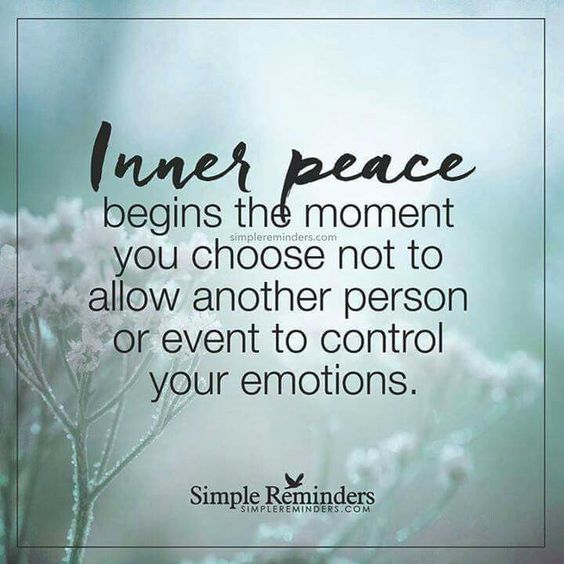 Inner peace
begins the moment
simplereminders.com
you choose not to
allow another person
or event to control
your emotions.
Simple Reminders
SIMPLEREMINDERS.COM